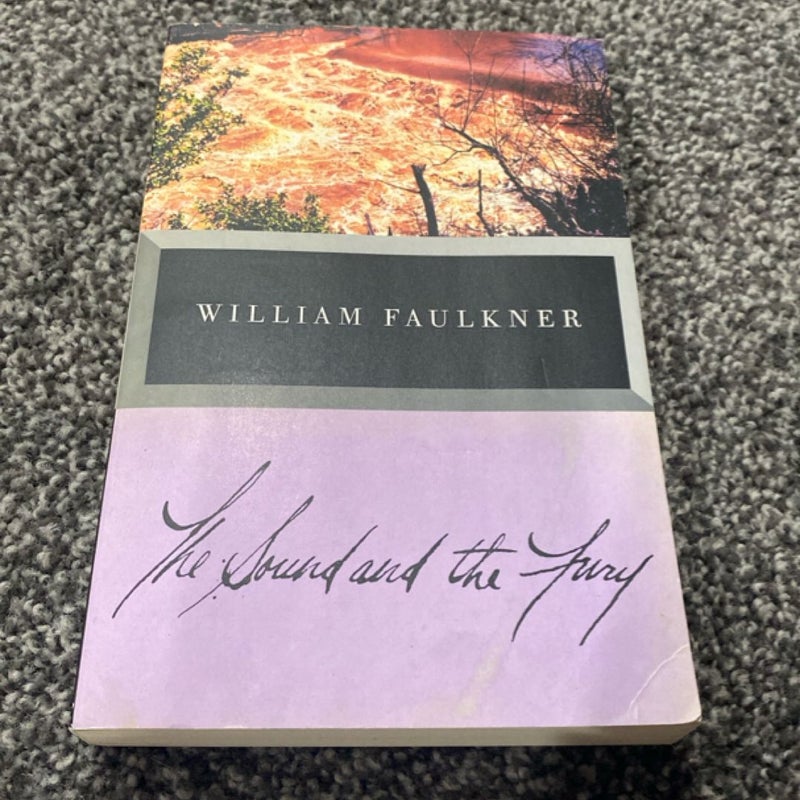 WILLIAM FAULKNER
The Sound and the Fury